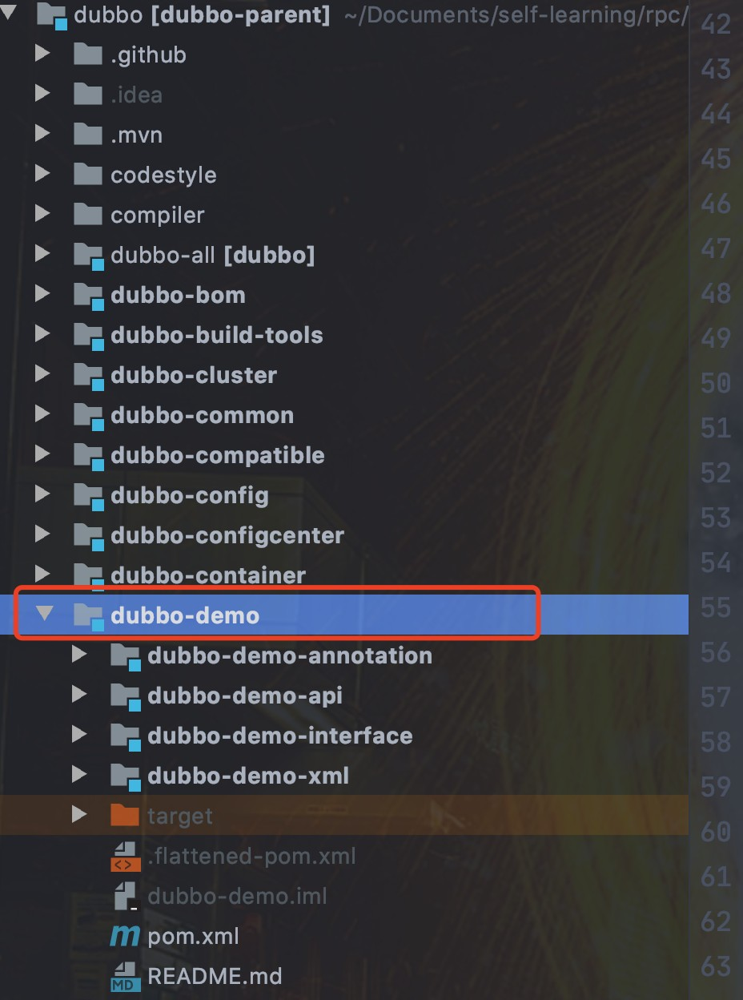 dubbo [dubbo-parent] ~/Documents/self-learning/rpc/
.github
.idea
.mvn
codestyle
compiler
dubbo-all [dubbo]
dubbo-bom
dubbo-build-tools
dubbo-cluster
dubbo-common
dubbo-compatible
dubbo-config
dubbo-configcenter
dubbo-container
dubbo-demo
dubbo-demo-annotation
dubbo-demo-api
dubbo-demo-interface
dubbo-demo-xml
target
<> .flattened-pom.xml
dubbo-demo.iml
m pom.xml
MD README.md
42
43
44
45
46
47
48
49
50
51
52
53
54
55
56
57
58
59
60
61
62
63